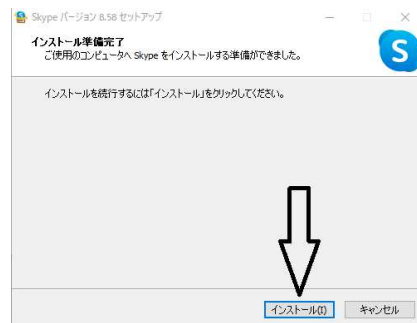 Skype バージョン 8.58 セットアップ
インストール準備完了
ご使用のコンピュータへ Skype をインストールする準備ができました。
S
インストールを続行するには「インストール」をクリックしてください。
インストール(I)
キャンセル